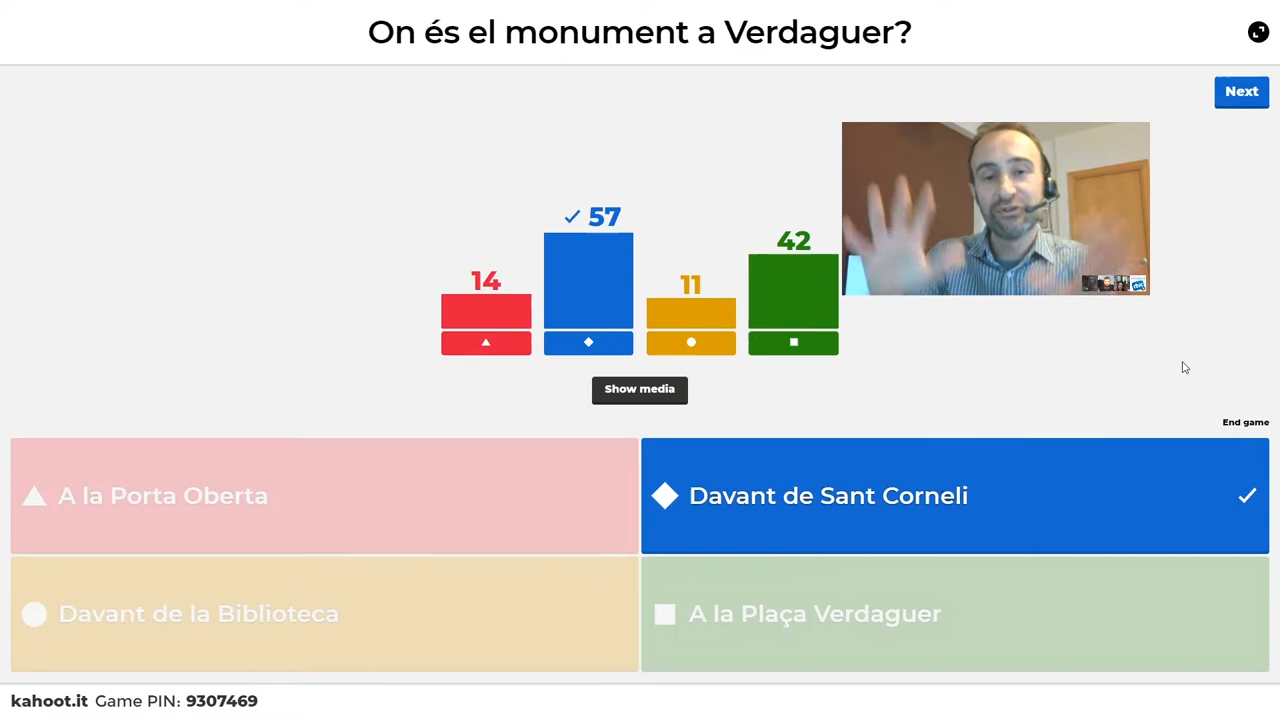 On és el monument a Verdaguer?
Next
57
14
11
42
Show media
End game
A la Porta Oberta
Davant de Sant Corneli
Davant de la Biblioteca
A la Plaça Verdaguer
kahoot.it Game PIN: 9307469